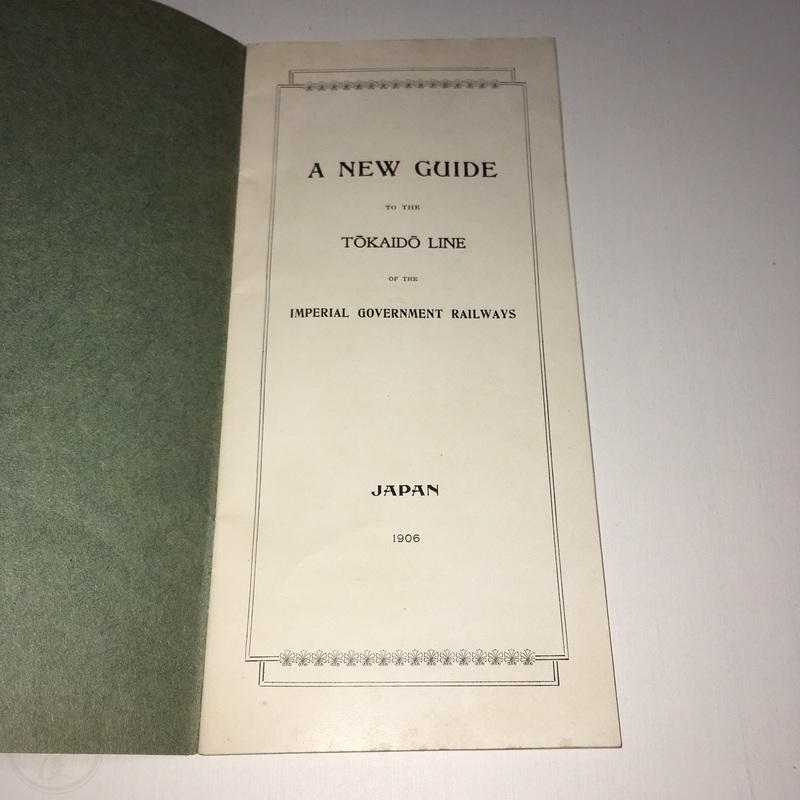 A NEW GUIDE
TO THE
TŌKAIDŌ LINE
OF THE
IMPERIAL GOVERNMENT RAILWAYS
JAPAN
1906